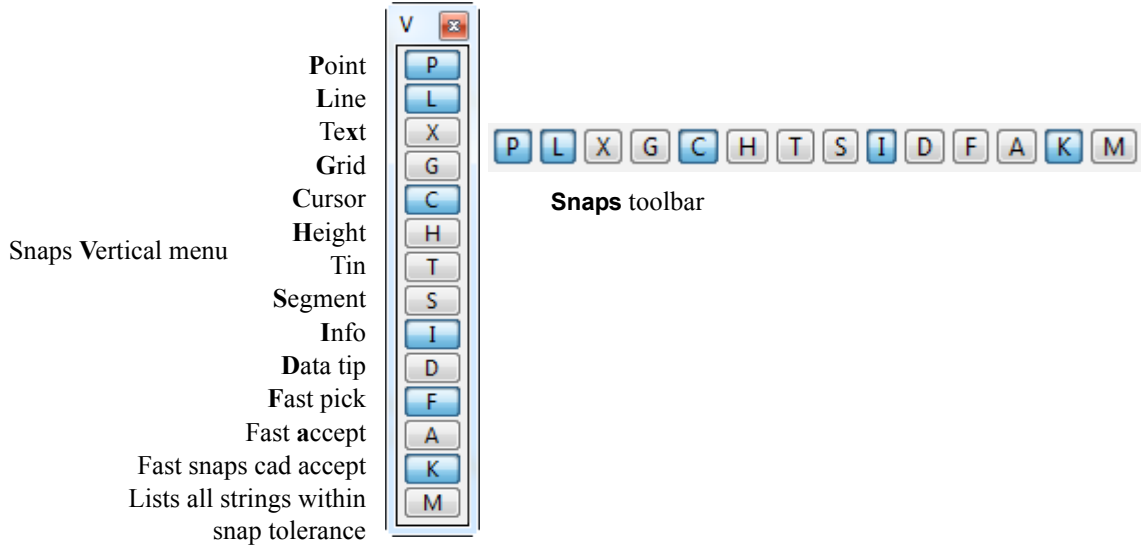 V
Point P
Line L
Text X
Grid G
Cursor C
Height H
Tin T
Segment S
Info I
Data tip D
Fast pick F
Fast accept A
Fast snaps cad accept K
Lists all strings within M
snap tolerance
Snaps Vertical menu
P L X G C H T S I D F A K M
Snaps toolbar